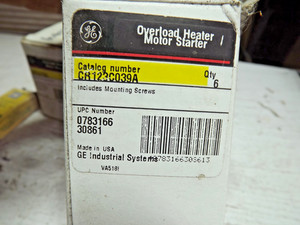 GE
Overload Heater /
Motor Starter
Catalog number
Qty
6
Includes Mounting Screws
UPC Number
0783166
30861
Made in USA
GE Industrial Systems